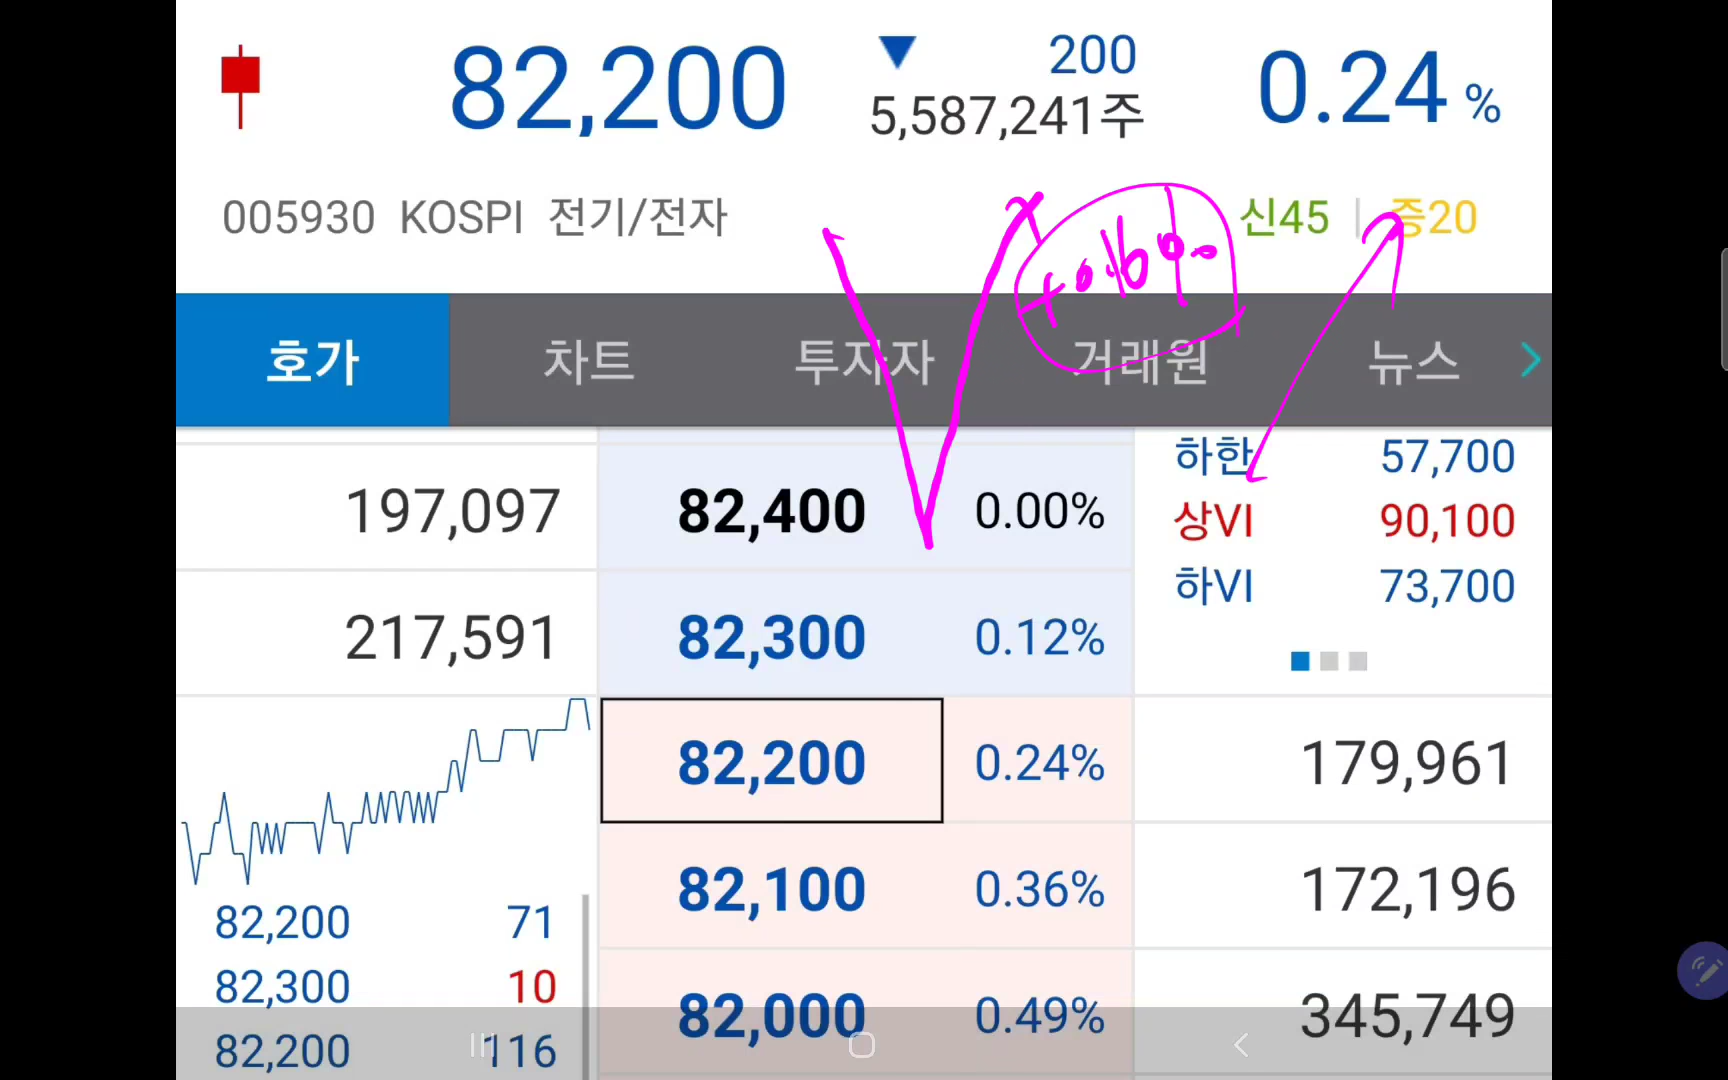 82,200 ▼ 200 0.24 %
5,587,241주
005930 KOSPI 전기/전자 신45 증20
호가 차트 투자자 거래원 뉴스
197,097 82,400 0.00% 하한 57,700
상VI 90,100
217,591 82,300 0.12% 하VI 73,700
82,200 0.24% 179,961
82,100 0.36% 172,196
82,200 71
82,300 10
82,000 0.49% 345,749
82,200 116